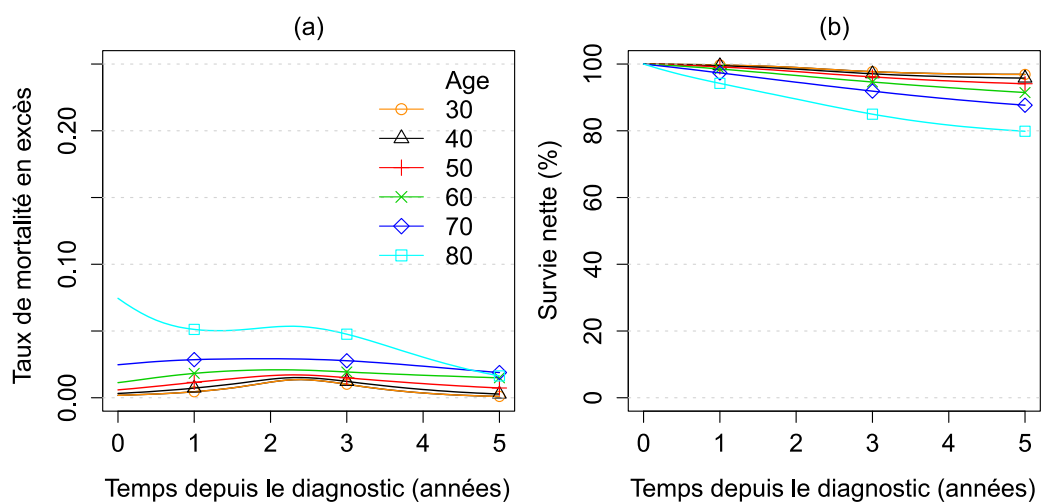 (a)
Taux de mortalité en excès
0.00
0.10
0.20
Age
30
40
50
60
70
80
0 1 2 3 4 5
Temps depuis le diagnostic (années)
(b)
Survie nette (%)
0
20
40
60
80
100
0 1 2 3 4 5
Temps depuis le diagnostic (années)